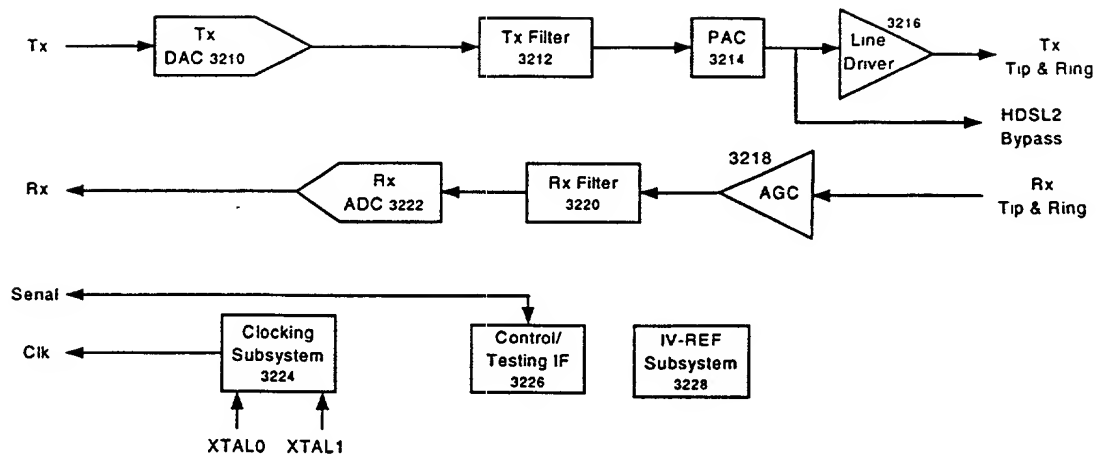 Tx
Tx
DAC 3210
Tx Filter
3212
PAC
3214
3216
Line
Driver
Tx
Tip & Ring
HDSL2
Bypass
Rx
Rx
ADC 3222
Rx Filter
3220
3218
AGC
Rx
Tip & Ring
Serial
Clk
Clocking
Subsystem
3224
Control/
Testing IF
3226
IV-REF
Subsystem
3228
XTAL0 XTAL1